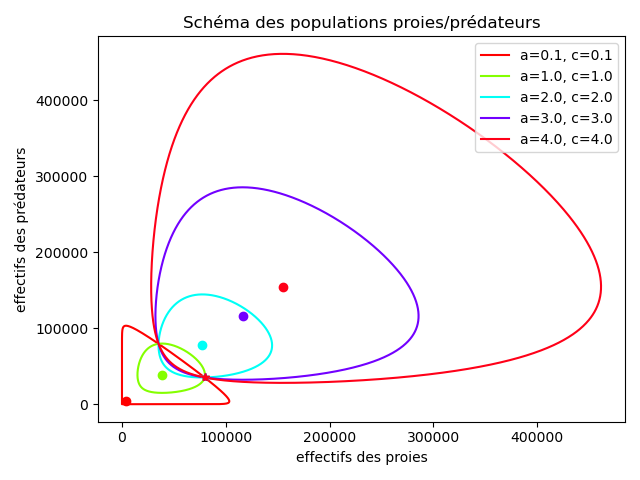 Schéma des populations proies/prédateurs
a=0.1, c=0.1
a=1.0, c=1.0
a=2.0, c=2.0
a=3.0, c=3.0
a=4.0, c=4.0
effectifs des prédateurs
400000
300000
200000
100000
0
0 100000 200000 300000 400000
effectifs des proies